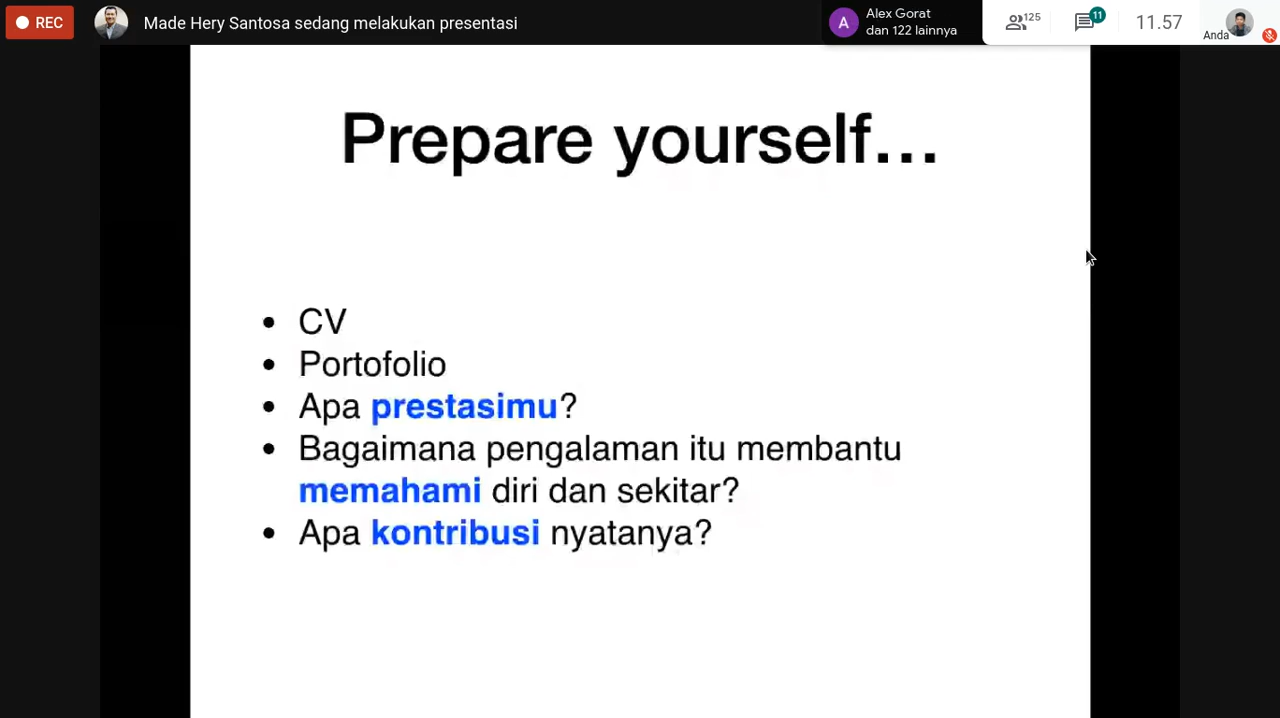 REC
Made Hery Santosa sedang melakukan presentasi
A
Alex Gorat
dan 122 lainnya
125
11
11.57
Anda
Prepare yourself...
• CV
• Portofolio
• Apa prestasimu?
• Bagaimana pengalaman itu membantu
memahami diri dan sekitar?
• Apa kontribusi nyatanya?